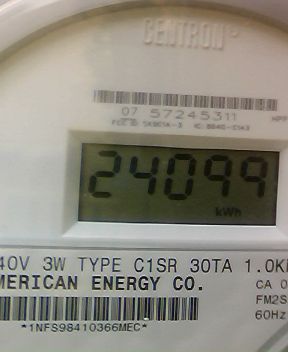 CENTRON
07 57245311
24099
kWh
40V 3W TYPE C1SR 30TA 1.0K
MERICAN ENERGY CO.
CA 0
FM2S
60Hz
*1NFS98410366MEC*